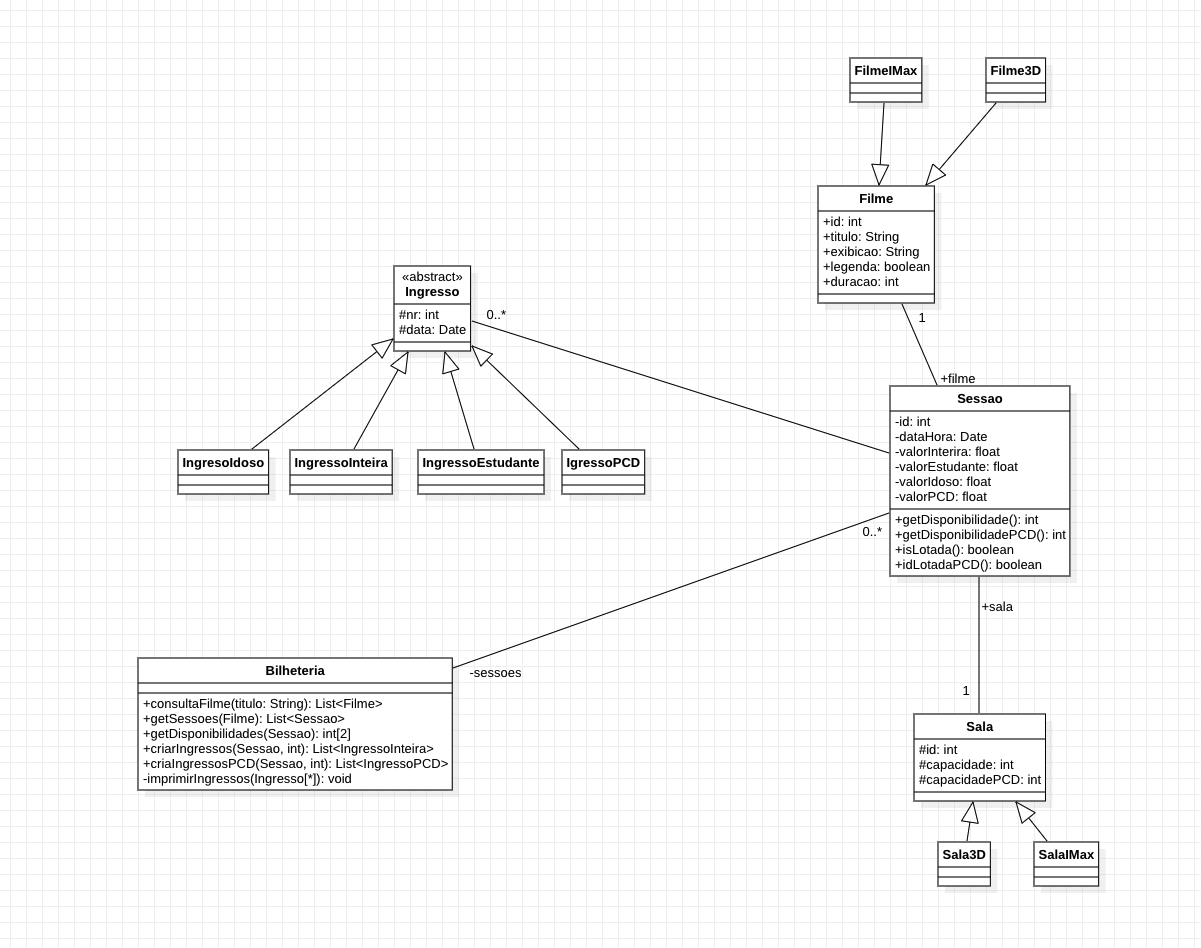 FilmeIMax
Filme3D
Filme
+id: int
+titulo: String
+exibicao: String
+legenda: boolean
+duracao: int
«abstract»
Ingresso
#nr: int
#data: Date
0..*
1
+filme
Sessao
-id: int
-dataHora: Date
-valorInterira: float
-valorEstudante: float
-valorIdoso: float
-valorPCD: float
+getDisponibilidade(): int
+getDisponibilidadePCD(): int
+isLotada(): boolean
+idLotadaPCD(): boolean
IngresoIdoso
IngressoInteira
IngressoEstudante
IgressoPCD
0..*
+sala
Bilheteria
+consultaFilme(titulo: String): List<Filme>
+getSessoes(Filme): List<Sessao>
+getDisponibilidades(Sessao): int[2]
+criarIngressos(Sessao, int): List<IngressoInteira>
+criaIngressosPCD(Sessao, int): List<IngressoPCD>
-imprimirIngressos(Ingresso[*]): void
-sessoes
1
Sala
#id: int
#capacidade: int
#capacidadePCD: int
Sala3D
SalaIMax